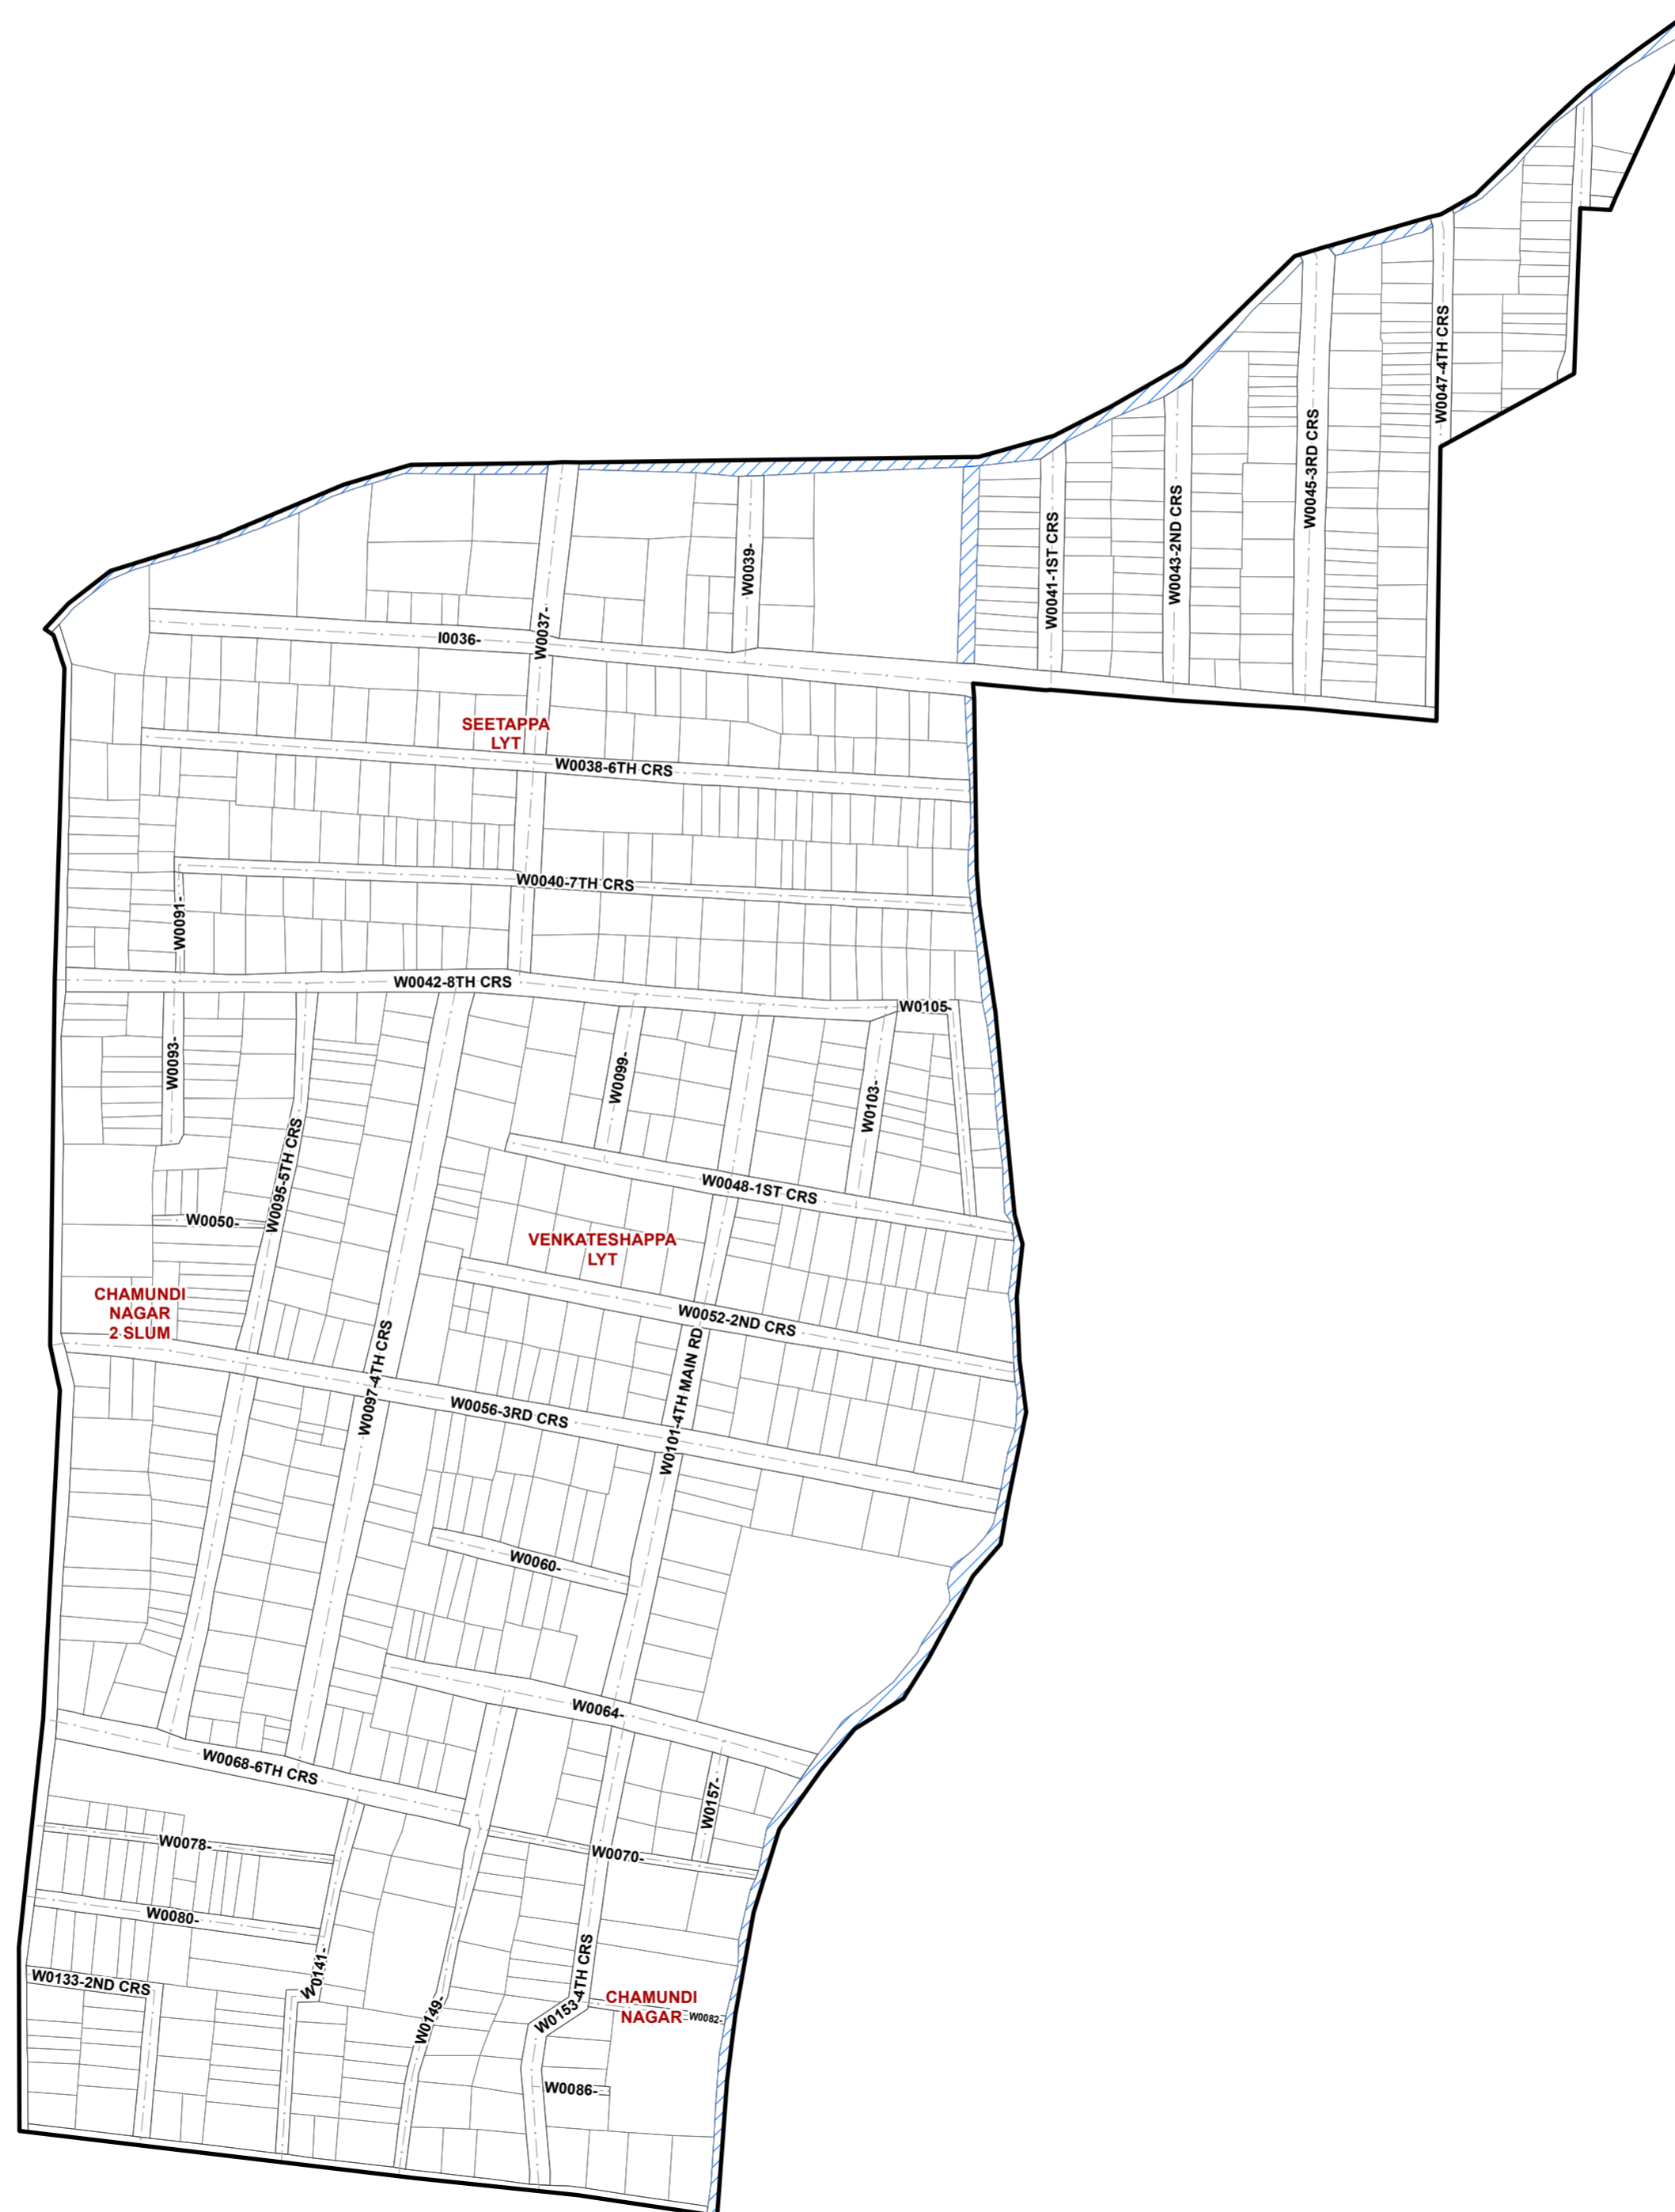 W0047-4TH CRS
W0045-3RD CRS
W0043-2ND CRS
W0041-1ST CRS
W0039-
W0037-
I0036-
SEETAPPA
LYT
W0038-6TH CRS
W0040-7TH CRS
W0091-
W0042-8TH CRS
W0105-
W0093-
W0099-
W0103-
W0095-5TH CRS
W0048-1ST CRS
W0050-
VENKATESHAPPA
LYT
CHAMUNDI
NAGAR
2 SLUM
W0052-2ND CRS
W0097-4TH CRS
W0101-4TH MAIN RD
W0056-3RD CRS
W0060-
W0064-
W0068-6TH CRS
W0157-
W0078-
W0070-
W0080-
W0141-
W0133-2ND CRS
W0153-4TH CRS
CHAMUNDI
NAGAR
W0082-
W0149-
W0086-